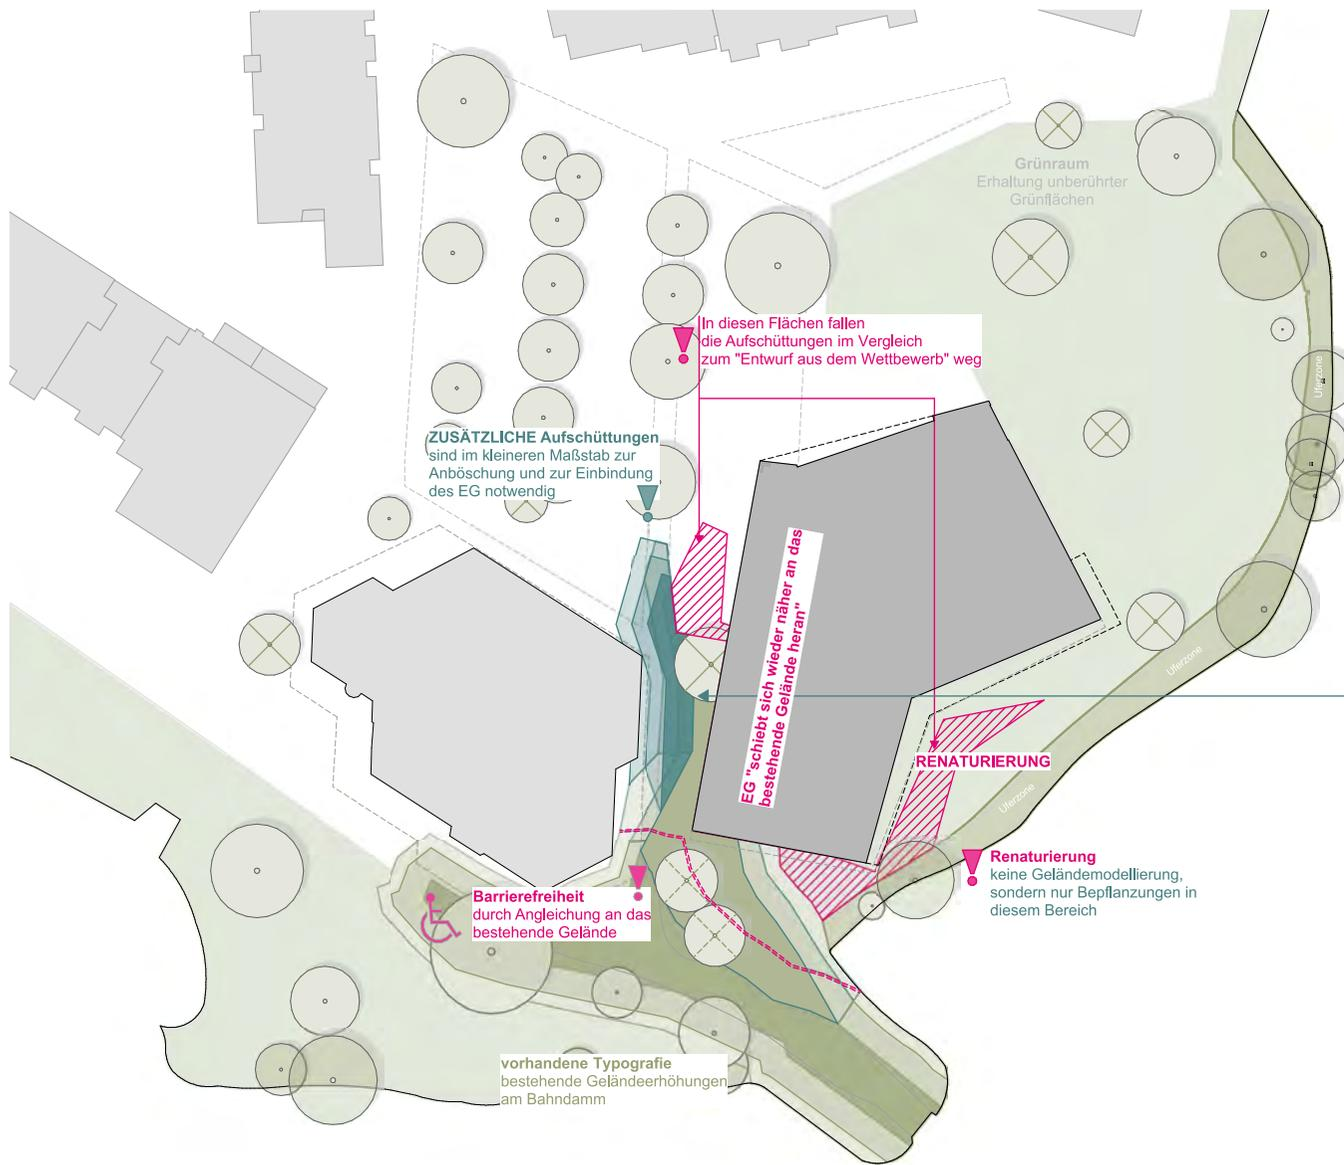 Grünraum
Erhaltung unberührter
Grünflächen
In diesen Flächen fallen
die Aufschüttungen im Vergleich
zum "Entwurf aus dem Wettbewerb" weg
Uferzone
ZUSÄTZLICHE Aufschüttungen
sind im kleineren Maßstab zur
Anböschung und zur Einbindung
des EG notwendig
EG "schiebt sich wieder näher an das
bestehende Gelände heran"
Uferzone
RENATURIERUNG
Uferzone
Renaturierung
keine Geländemodellierung,
sondern nur Bepflanzungen in
diesem Bereich
Barrierefreiheit
durch Angleichung an das
bestehende Gelände
vorhandene Typografie
bestehende Geländeerhöhungen
am Bahndamm